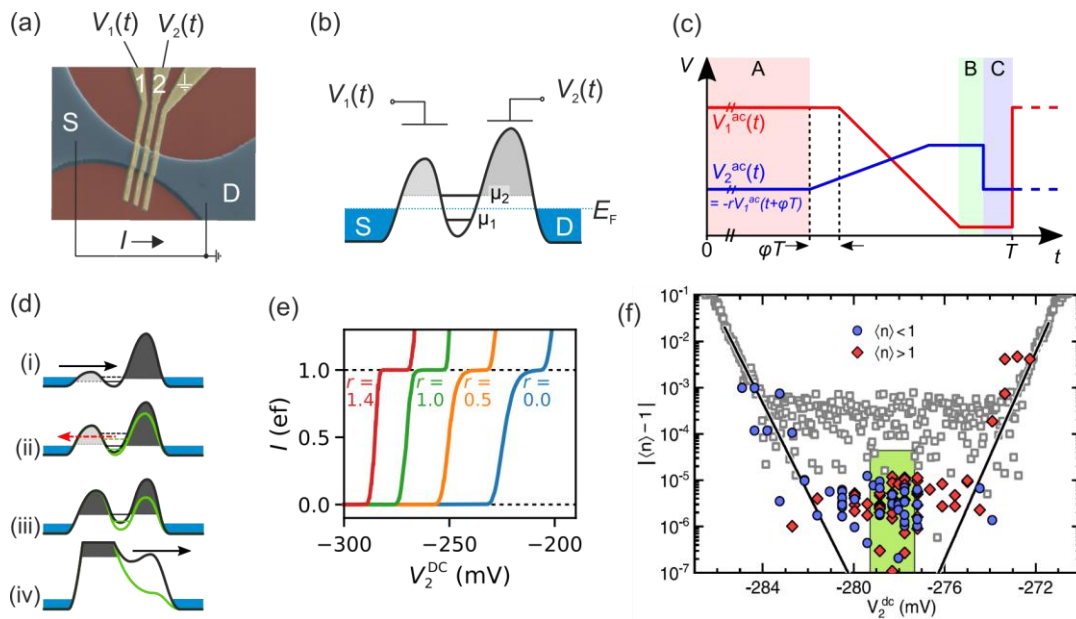 (a)
V₁(t) V₂(t)
1 2
S
D
I →
(b)
V₁(t)
V₂(t)
μ₂
μ₁
E_F
S
D
(c)
V
A
B
C
V₁ᵃᶜ(t)
V₂ᵃᶜ(t)
= -rV₁ᵃᶜ(t+φT)
0
φT
T
t
(d)
(i)
(ii)
(iii)
(iv)
(e)
I (ef)
1.0
0.5
0.0
r = 1.4
r = 1.0
r = 0.5
r = 0.0
−300 −250 −200
V₂ᴰᶜ (mV)
(f)
|⟨n⟩ − 1|
10⁻¹
10⁻²
10⁻³
10⁻⁴
10⁻⁵
10⁻⁶
10⁻⁷
⟨n⟩<1
⟨n⟩>1
-284 -280 -276 -272
V₂ᵈᶜ (mV)